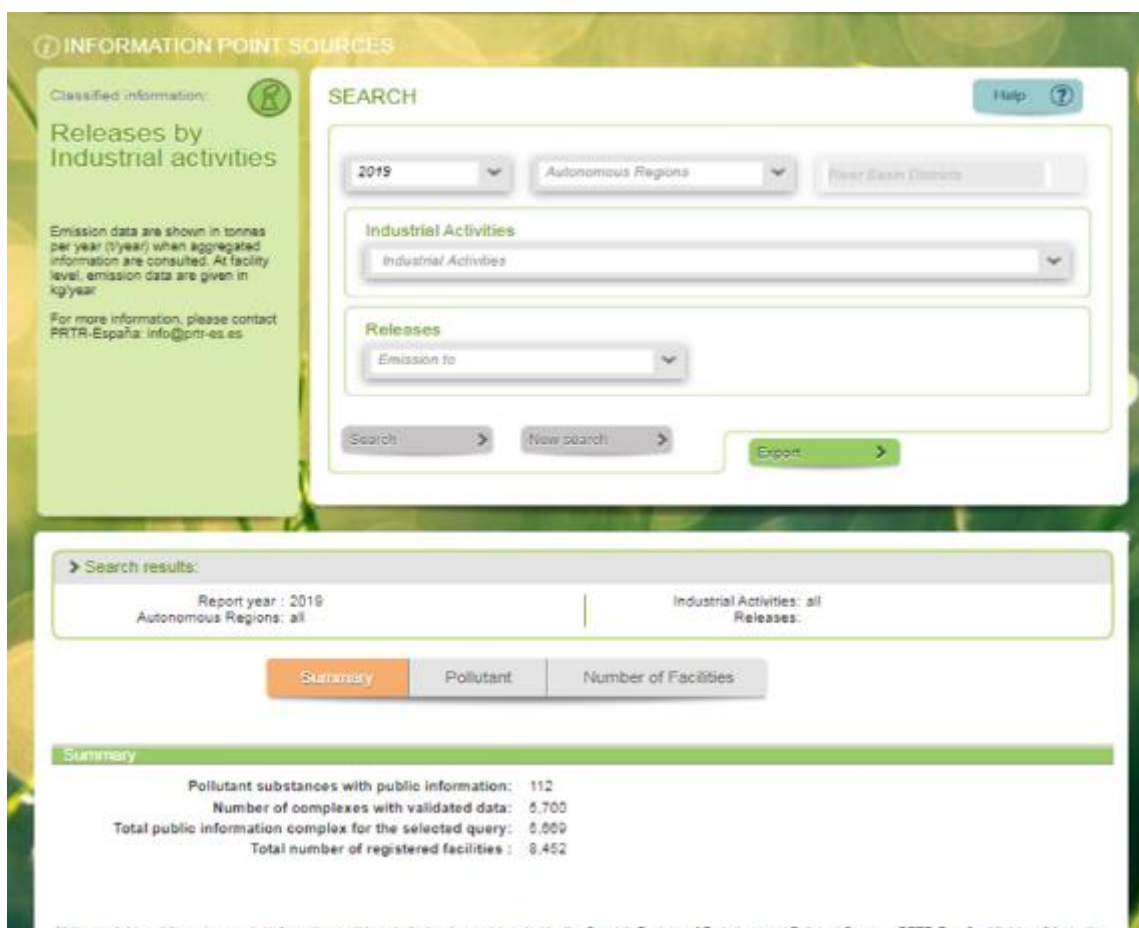 INFORMATION POINT SOURCES
Classified information:
Releases by
Industrial activities
Emission data are shown in tonnes
per year (t/year) when aggregated
information are consulted. At facility
level, emission data are given in
kg/year
For more information, please contact
PRTR-España: info@prtr-es.es
SEARCH
Help ?
2019
Autonomous Regions
River Basin Districts
Industrial Activities
Industrial Activities
Releases
Emission to
Search
New search
Export
Search results:
Report year : 2019
Autonomous Regions: all
Industrial Activities: all
Releases:
Summary
Pollutant
Number of Facilities
Summary
Pollutant substances with public information: 112
Number of complexes with validated data:
Total public information complex for the selected query:
Total number of registered facilities : 8,452